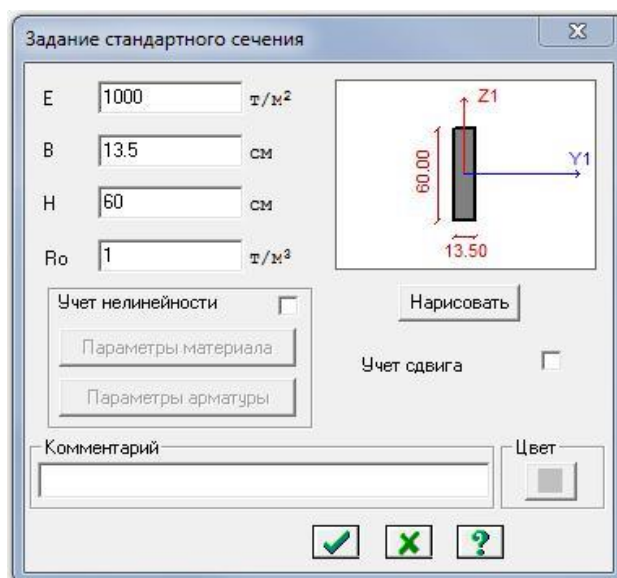 Задание стандартного сечения
E 1000 т/м²
B 13.5 см
H 60 см
Ro 1 т/м³
Z1
Y1
60.00
13.50
Учет нелинейности
Параметры материала
Параметры арматуры
Нарисовать
Учет сдвига
Комментарий
Цвет
?